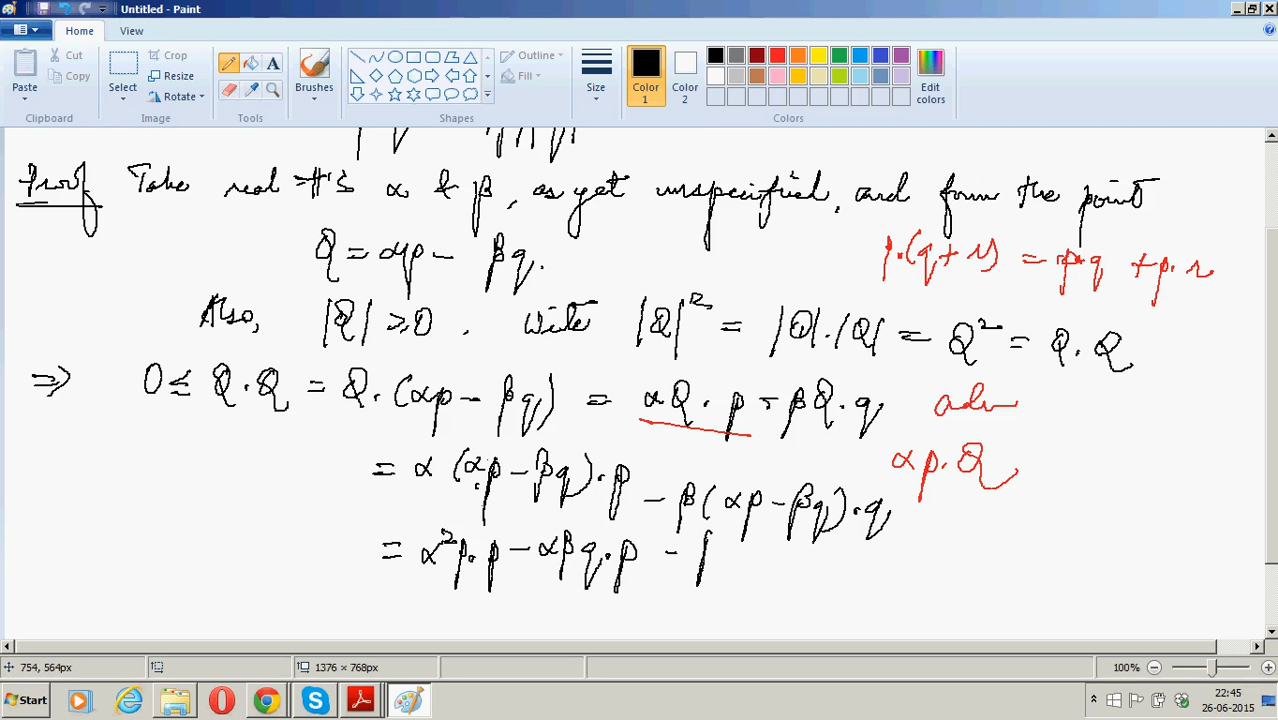 Untitled - Paint
Home View
Paste Cut Copy Clipboard
Select Crop Resize Rotate Image
Tools
Brushes
Shapes Outline Fill
Size
Color 1 Color 2 Edit colors Colors
Proof Take real #'s α & β, as yet unspecified, and form the point
Q = αp - βq.
p.(q + r) = p.q + p.r
Also, |Q| ≥ 0 . Write |Q|² = |Q|.|Q| = Q² = Q.Q
⇒ 0 ≤ Q.Q = Q.(αp - βq) = αQ.p - βQ.q
αp.Q
= α(αp - βq).p - β(αp - βq).q
= α²p.p - αβq.p -
754, 564px 1376 × 768px 100%
Start 22:45
26-06-2015